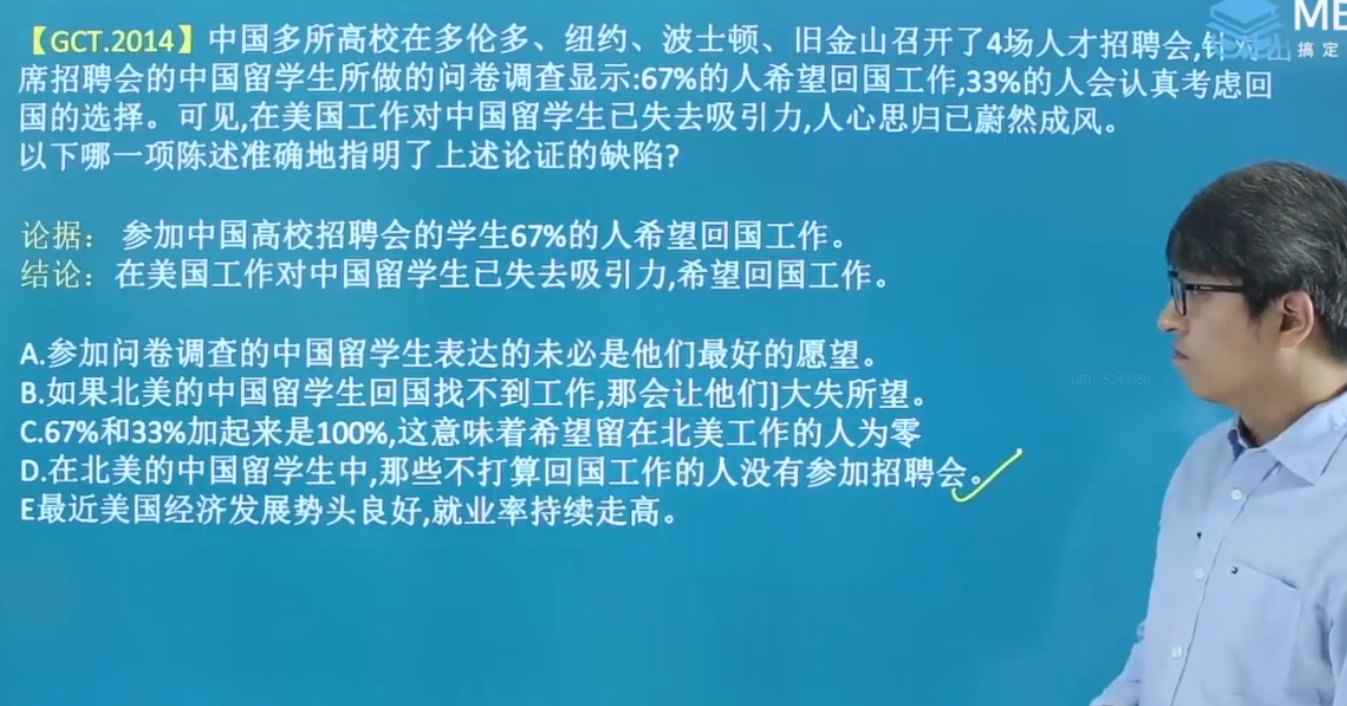 【GCT.2014】中国多所高校在多伦多、纽约、波士顿、旧金山召开了4场人才招聘会,针对出
席招聘会的中国留学生所做的问卷调查显示:67%的人希望回国工作,33%的人会认真考虑回
国的选择。可见,在美国工作对中国留学生已失去吸引力,人心思归已蔚然成风。
以下哪一项陈述准确地指明了上述论证的缺陷?
论据： 参加中国高校招聘会的学生67%的人希望回国工作。
结论：在美国工作对中国留学生已失去吸引力,希望回国工作。
A.参加问卷调查的中国留学生表达的未必是他们最好的愿望。
B.如果北美的中国留学生回国找不到工作,那会让他们]大失所望。
C.67%和33%加起来是100%,这意味着希望留在北美工作的人为零
D.在北美的中国留学生中,那些不打算回国工作的人没有参加招聘会。
E最近美国经济发展势头良好,就业率持续走高。
搞定
UID: 5243556